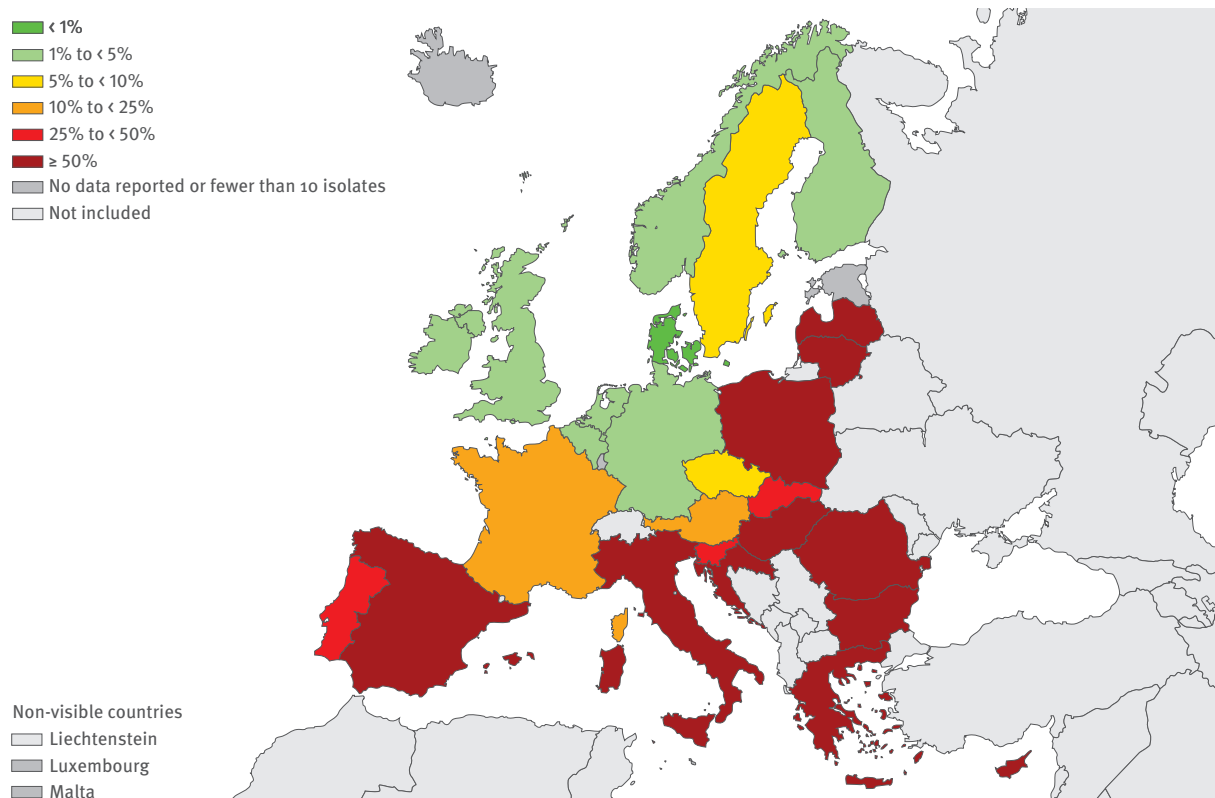 < 1%
1% to < 5%
5% to < 10%
10% to < 25%
25% to < 50%
≥ 50%
No data reported or fewer than 10 isolates
Not included
Non-visible countries
Liechtenstein
Luxembourg
Malta